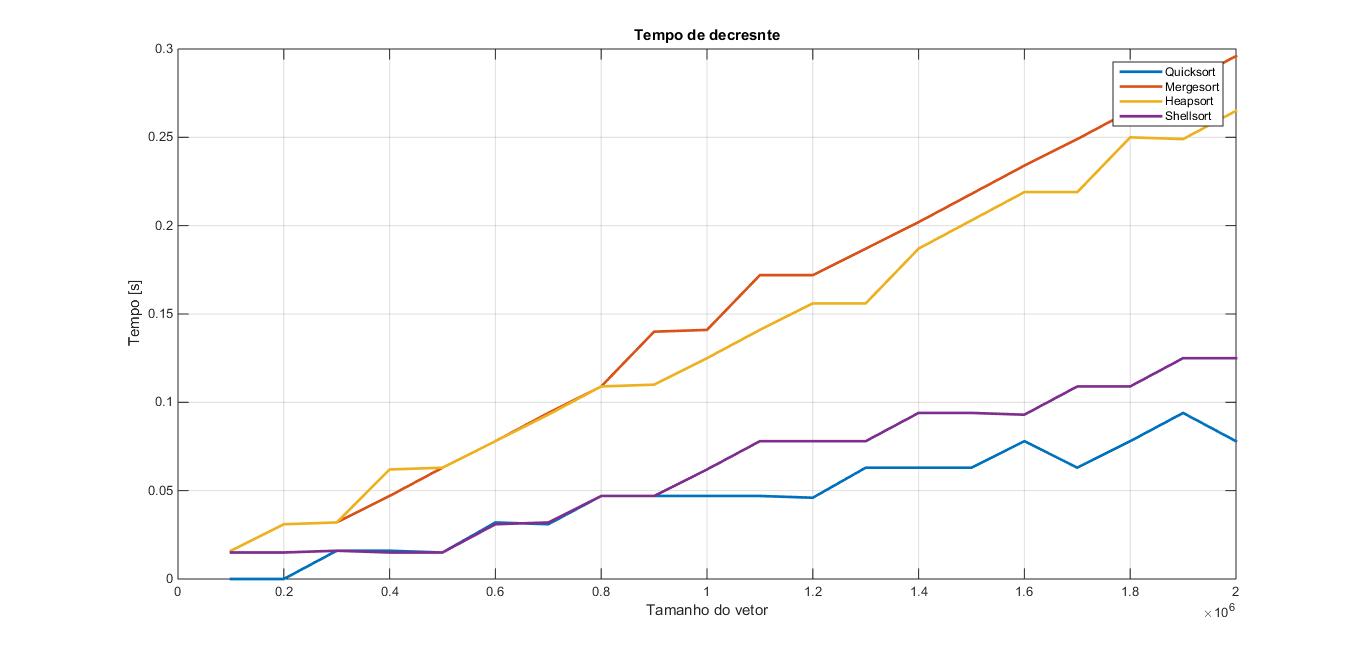 Tempo de decresnte
Quicksort
Mergesort
Heapsort
Shellsort
Tempo [s]
0.3
0.25
0.2
0.15
0.1
0.05
0
0 0.2 0.4 0.6 0.8 1 1.2 1.4 1.6 1.8 2
×10⁶
Tamanho do vetor